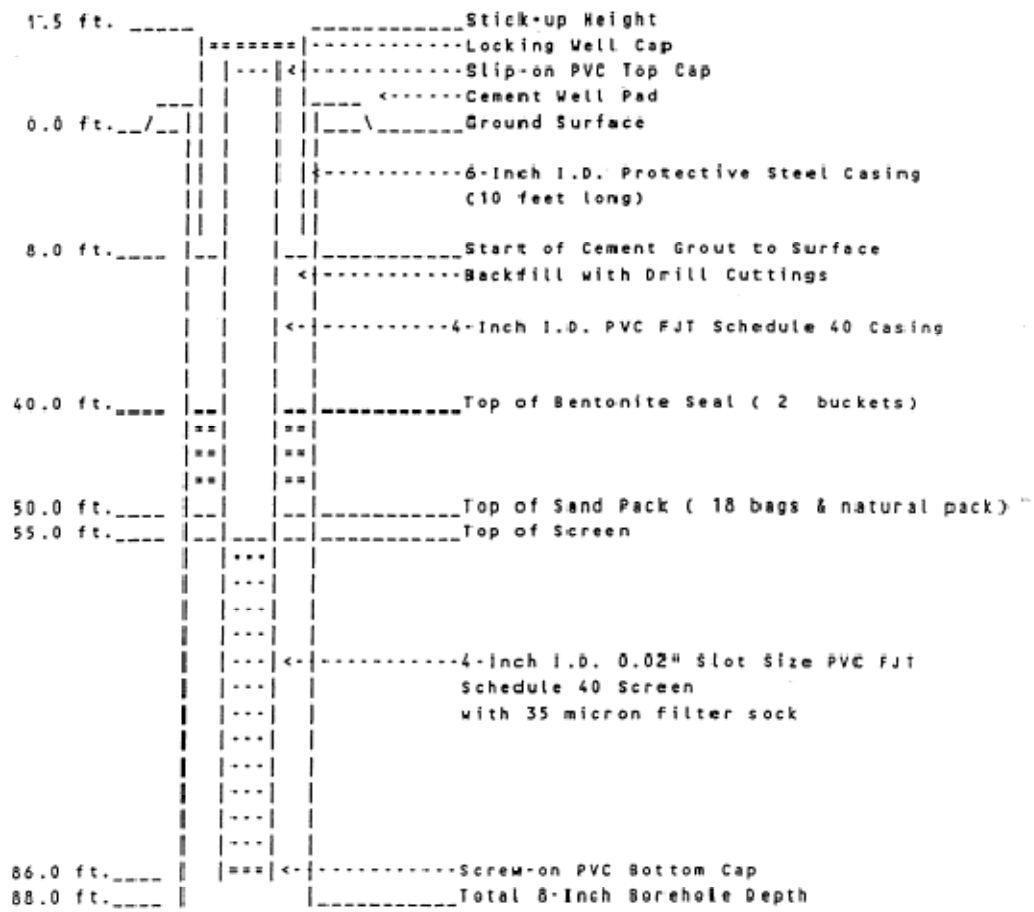 1.5 ft. Stick-up Height
Locking Well Cap
Slip-on PVC Top Cap
Cement Well Pad
0.0 ft. Ground Surface
6-Inch I.D. Protective Steel Casing
(10 feet long)
8.0 ft. Start of Cement Grout to Surface
Backfill with Drill Cuttings
4-Inch I.D. PVC FJT Schedule 40 Casing
40.0 ft. Top of Bentonite Seal ( 2 buckets)
50.0 ft. Top of Sand Pack ( 18 bags & natural pack)
55.0 ft. Top of Screen
4-inch I.D. 0.02" Slot Size PVC FJT
Schedule 40 Screen
with 35 micron filter sock
86.0 ft. Screw-on PVC Bottom Cap
88.0 ft. Total 8-Inch Borehole Depth